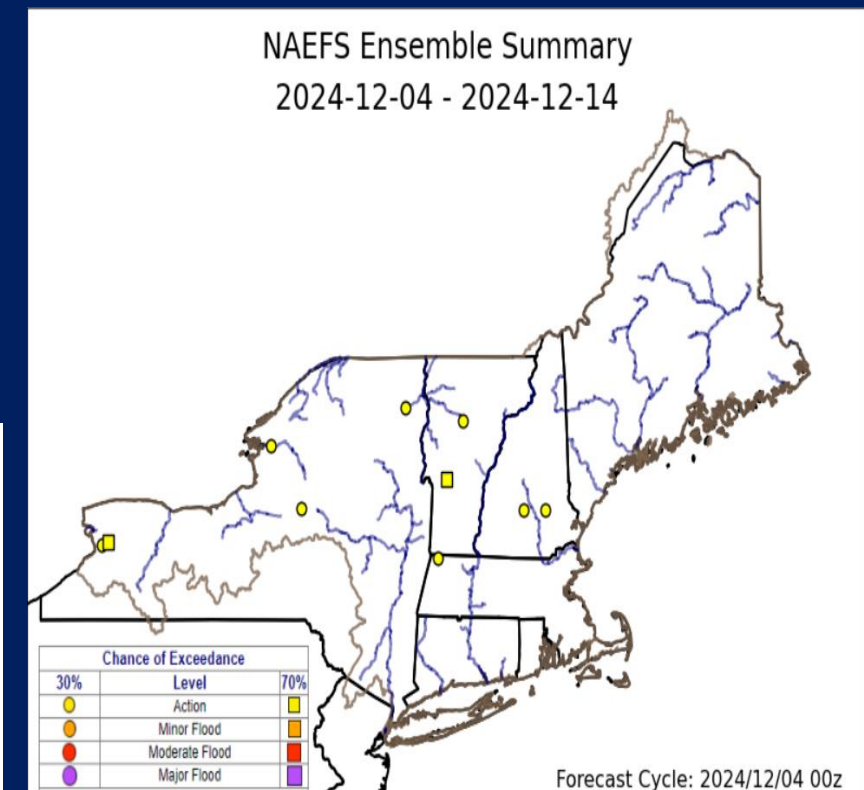 NAEFS Ensemble Summary
2024-12-04 - 2024-12-14
Chance of Exceedance
30% Level 70%
Action
Minor Flood
Moderate Flood
Major Flood
Forecast Cycle: 2024/12/04 00z